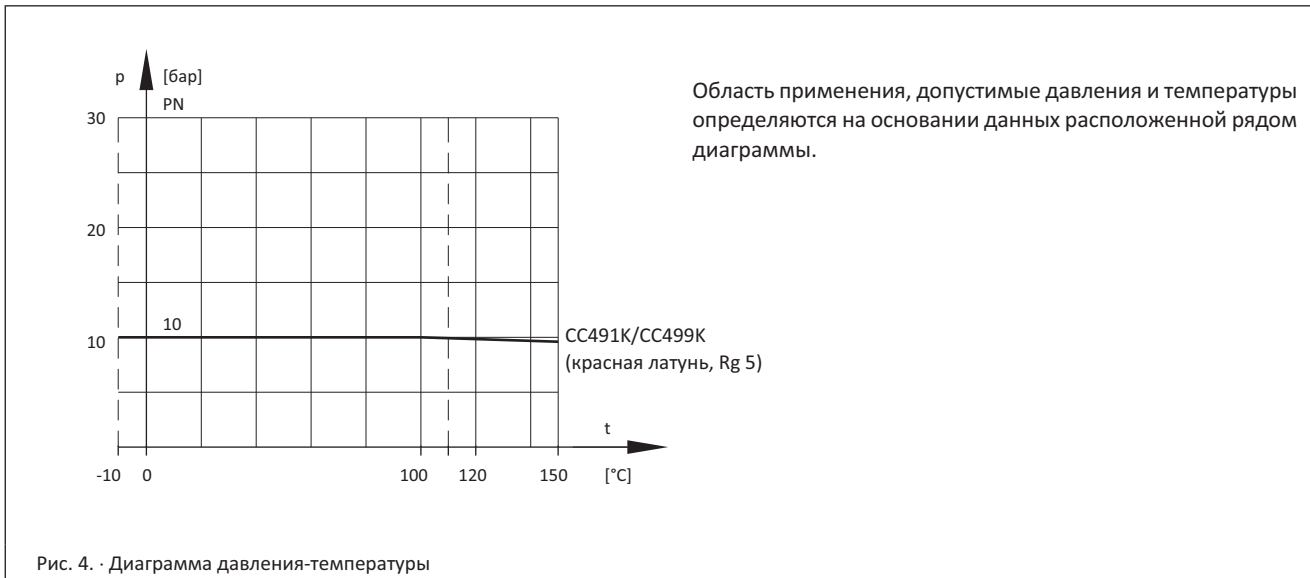 p
[бар]
PN
30
20
10
10
CC491K/CC499K
(красная латунь, Rg 5)
t
-10 0 100 120 150 [°C]
Область применения, допустимые давления и температуры
определяются на основании данных расположенной рядом
диаграммы.
Рис. 4. · Диаграмма давления-температуры